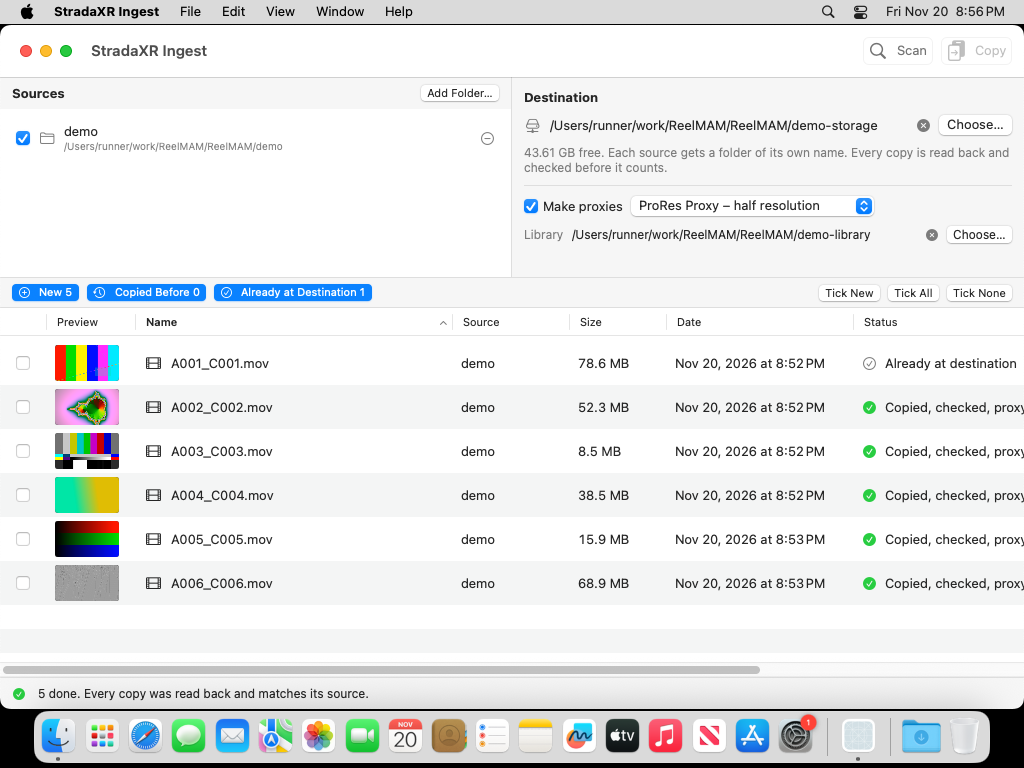 StradaXR Ingest File Edit View Window Help Fri Nov 20 8:56 PM
StradaXR Ingest Scan Copy
Sources Add Folder...
demo
/Users/runner/work/ReelMAM/ReelMAM/demo
Destination
/Users/runner/work/ReelMAM/ReelMAM/demo-storage Choose...
43.61 GB free. Each source gets a folder of its own name. Every copy is read back and
checked before it counts.
Make proxies ProRes Proxy – half resolution
Library /Users/runner/work/ReelMAM/ReelMAM/demo-library Choose...
New 5 Copied Before 0 Already at Destination 1 Tick New Tick All Tick None
Preview Name Source Size Date Status
A001_C001.mov demo 78.6 MB Nov 20, 2026 at 8:52 PM Already at destination
A002_C002.mov demo 52.3 MB Nov 20, 2026 at 8:52 PM Copied, checked, proxy
A003_C003.mov demo 8.5 MB Nov 20, 2026 at 8:52 PM Copied, checked, proxy
A004_C004.mov demo 38.5 MB Nov 20, 2026 at 8:52 PM Copied, checked, proxy
A005_C005.mov demo 15.9 MB Nov 20, 2026 at 8:53 PM Copied, checked, proxy
A006_C006.mov demo 68.9 MB Nov 20, 2026 at 8:53 PM Copied, checked, proxy
5 done. Every copy was read back and matches its source.
NOV
20
tv
1